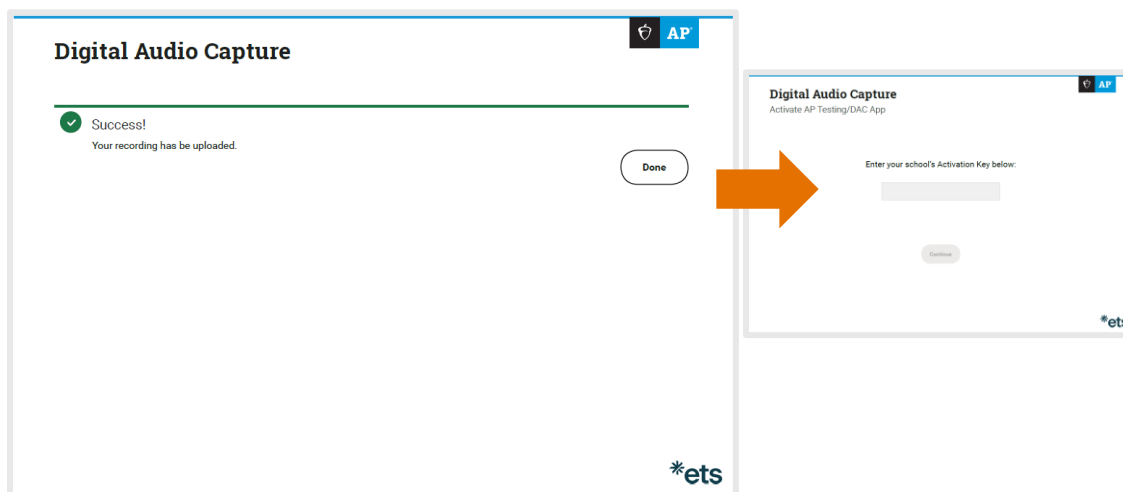 AP
Digital Audio Capture
Success!
Your recording has be uploaded.
Done
*ets
AP
Digital Audio Capture
Activate AP Testing/DAC App
Enter your school's Activation Key below:
Continue
*ets